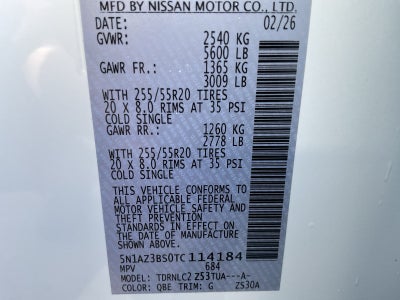 MFD BY NISSAN MOTOR CO., LTD.
DATE: 02/26
GVWR: 2540 KG
5600 LB
GAWR FR.: 1365 KG
3009 LB
WITH 255/55R20 TIRES
20 X 8.0 RIMS AT 35 PSI
COLD SINGLE
GAWR RR.: 1260 KG
2778 LB
WITH 255/55R20 TIRES
20 X 8.0 RIMS AT 35 PSI
COLD SINGLE
THIS VEHICLE CONFORMS TO
ALL APPLICABLE FEDERAL
MOTOR VEHICLE SAFETY AND
STANDARDS IN EFFECT ON
THE DATE OF MANUFACTURE
SHOWN ABOVE.
5N1AZ3BS0TC114184
MPV 684
MODEL: TDRNLC2 Z53TUA---A-
COLOR: QBE TRIM: G ZS30A